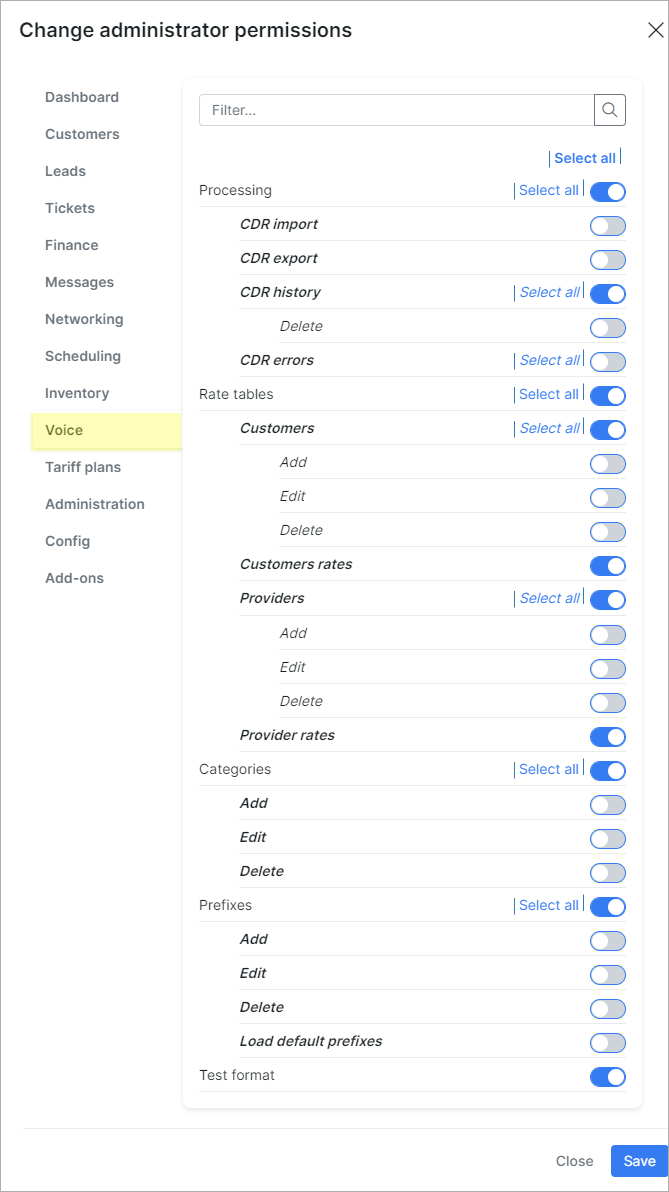 Change administrator permissions
Dashboard
Customers
Leads
Tickets
Finance
Messages
Networking
Scheduling
Inventory
Voice
Tariff plans
Administration
Config
Add-ons
Filter...
Select all
Processing Select all
CDR import
CDR export
CDR history Select all
Delete
CDR errors Select all
Rate tables Select all
Customers Select all
Add
Edit
Delete
Customers rates
Providers Select all
Add
Edit
Delete
Provider rates
Categories Select all
Add
Edit
Delete
Prefixes Select all
Add
Edit
Delete
Load default prefixes
Test format
Close Save